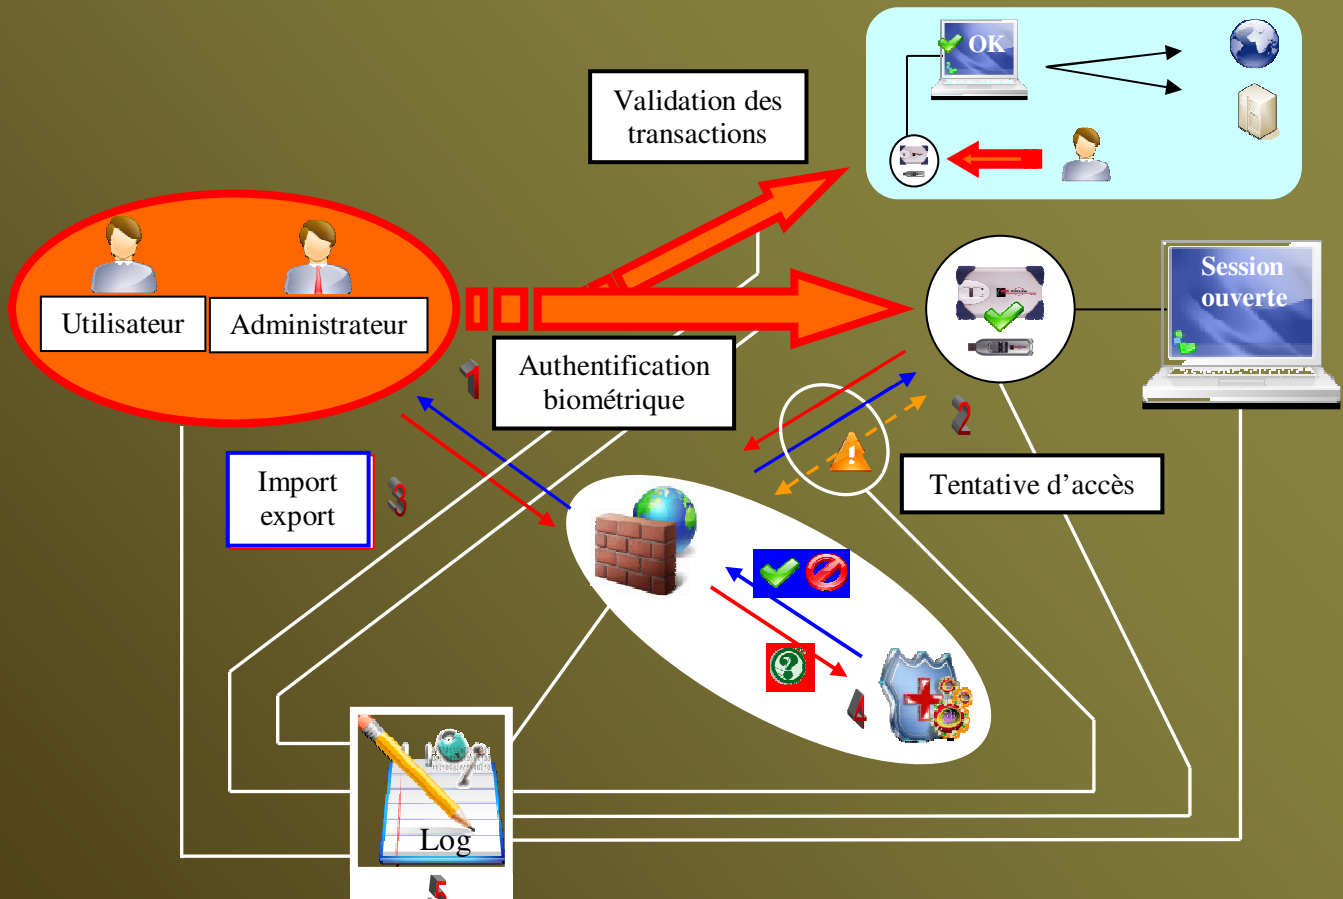 OK
Validation des
transactions
Session
ouverte
Utilisateur
Administrateur
1
Authentification
biométrique
2
Import
export
3
Tentative d'accès
?
4
Log
5